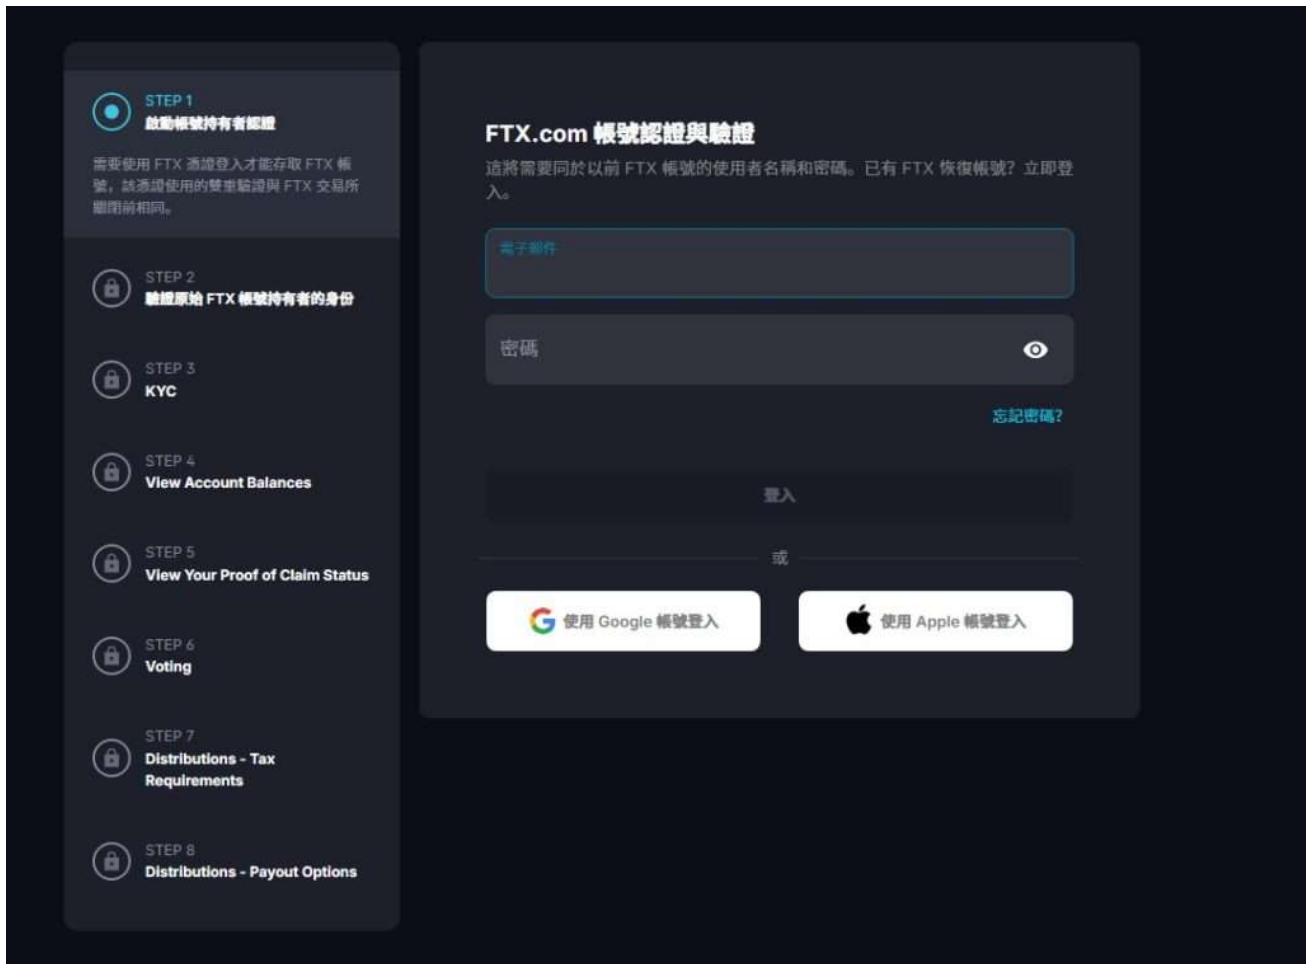 STEP 1
啟動帳號持有者認證
需要使用 FTX 憑證登入才能存取 FTX 帳
號，該憑證使用的雙重驗證與 FTX 交易所
關閉前相同。
STEP 2
驗證原始 FTX 帳號持有者的身份
STEP 3
KYC
STEP 4
View Account Balances
STEP 5
View Your Proof of Claim Status
STEP 6
Voting
STEP 7
Distributions - Tax
Requirements
STEP 8
Distributions - Payout Options
FTX.com 帳號認證與驗證
這將需要同於以前 FTX 帳號的使用者名稱和密碼。已有 FTX 恢復帳號？立即登
入。
電子郵件
密碼
忘記密碼？
登入
或
使用 Google 帳號登入
使用 Apple 帳號登入